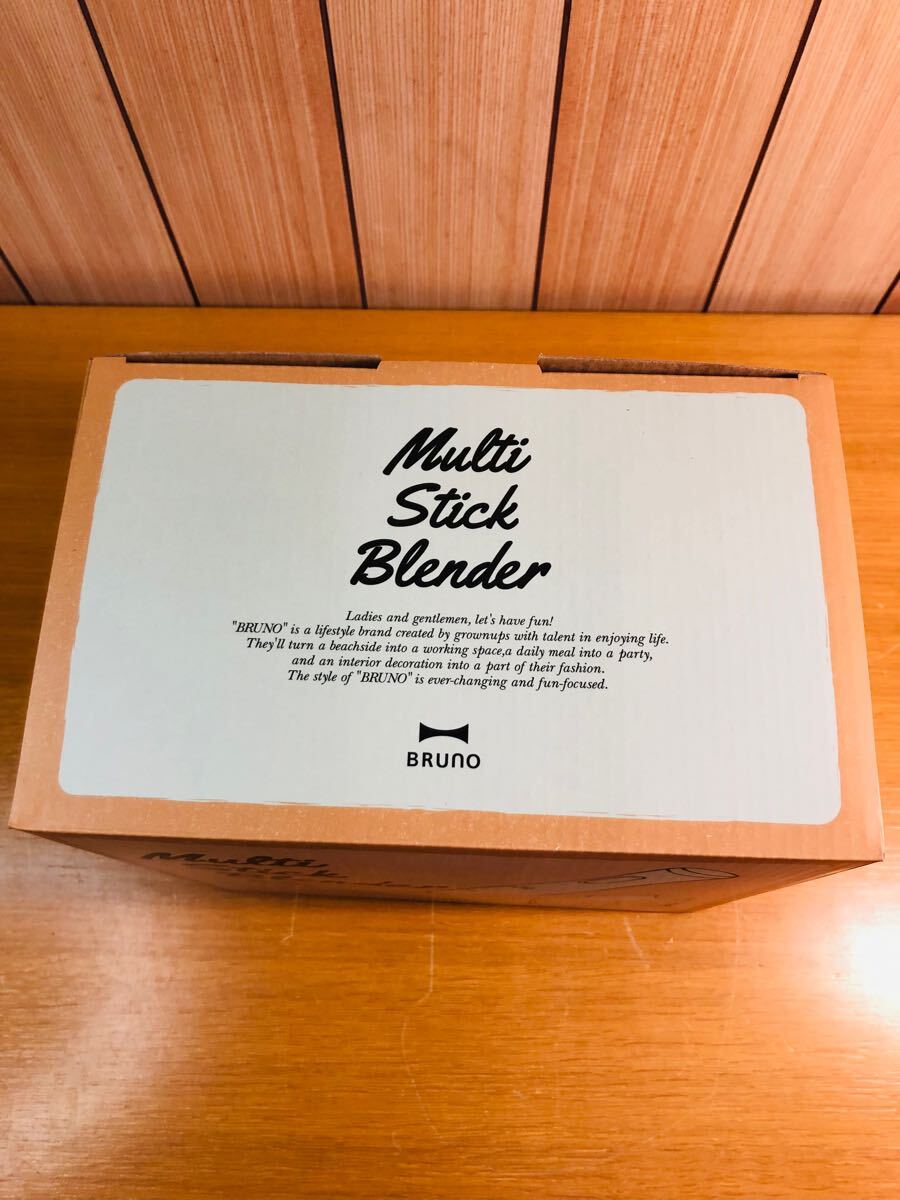 Multi
Stick
Blender
Ladies and gentlemen, let's have fun!
"BRUNO" is a lifestyle brand created by grownups with talent in enjoying life.
They'll turn a beachside into a working space,a daily meal into a party,
and an interior decoration into a part of their fashion.
The style of "BRUNO" is ever-changing and fun-focused.
BRUNO
Multi
Stick